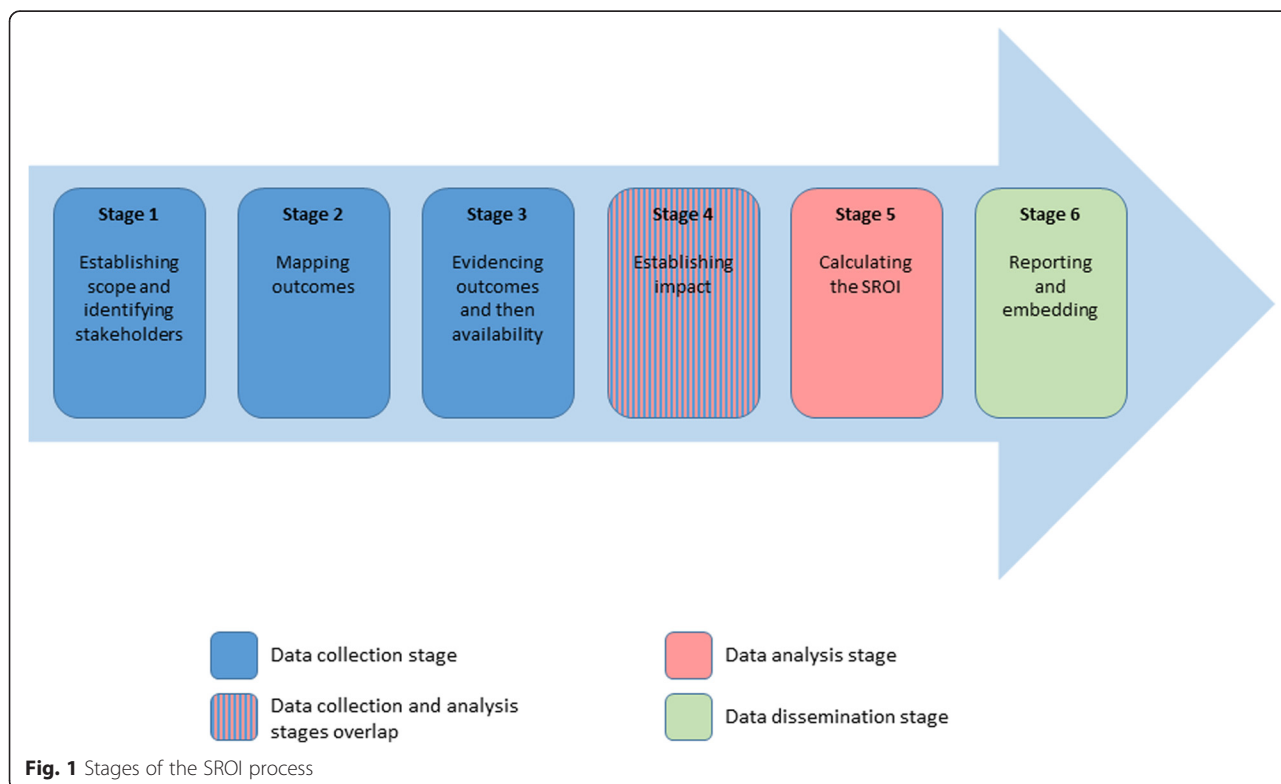 Stage 1
Establishing
scope and
identifying
stakeholders
Stage 2
Mapping
outcomes
Stage 3
Evidencing
outcomes
and then
availability
Stage 4
Establishing
impact
Stage 5
Calculating
the SROI
Stage 6
Reporting
and
embedding
Data collection stage
Data analysis stage
Data collection and analysis
stages overlap
Data dissemination stage
Fig. 1 Stages of the SROI process